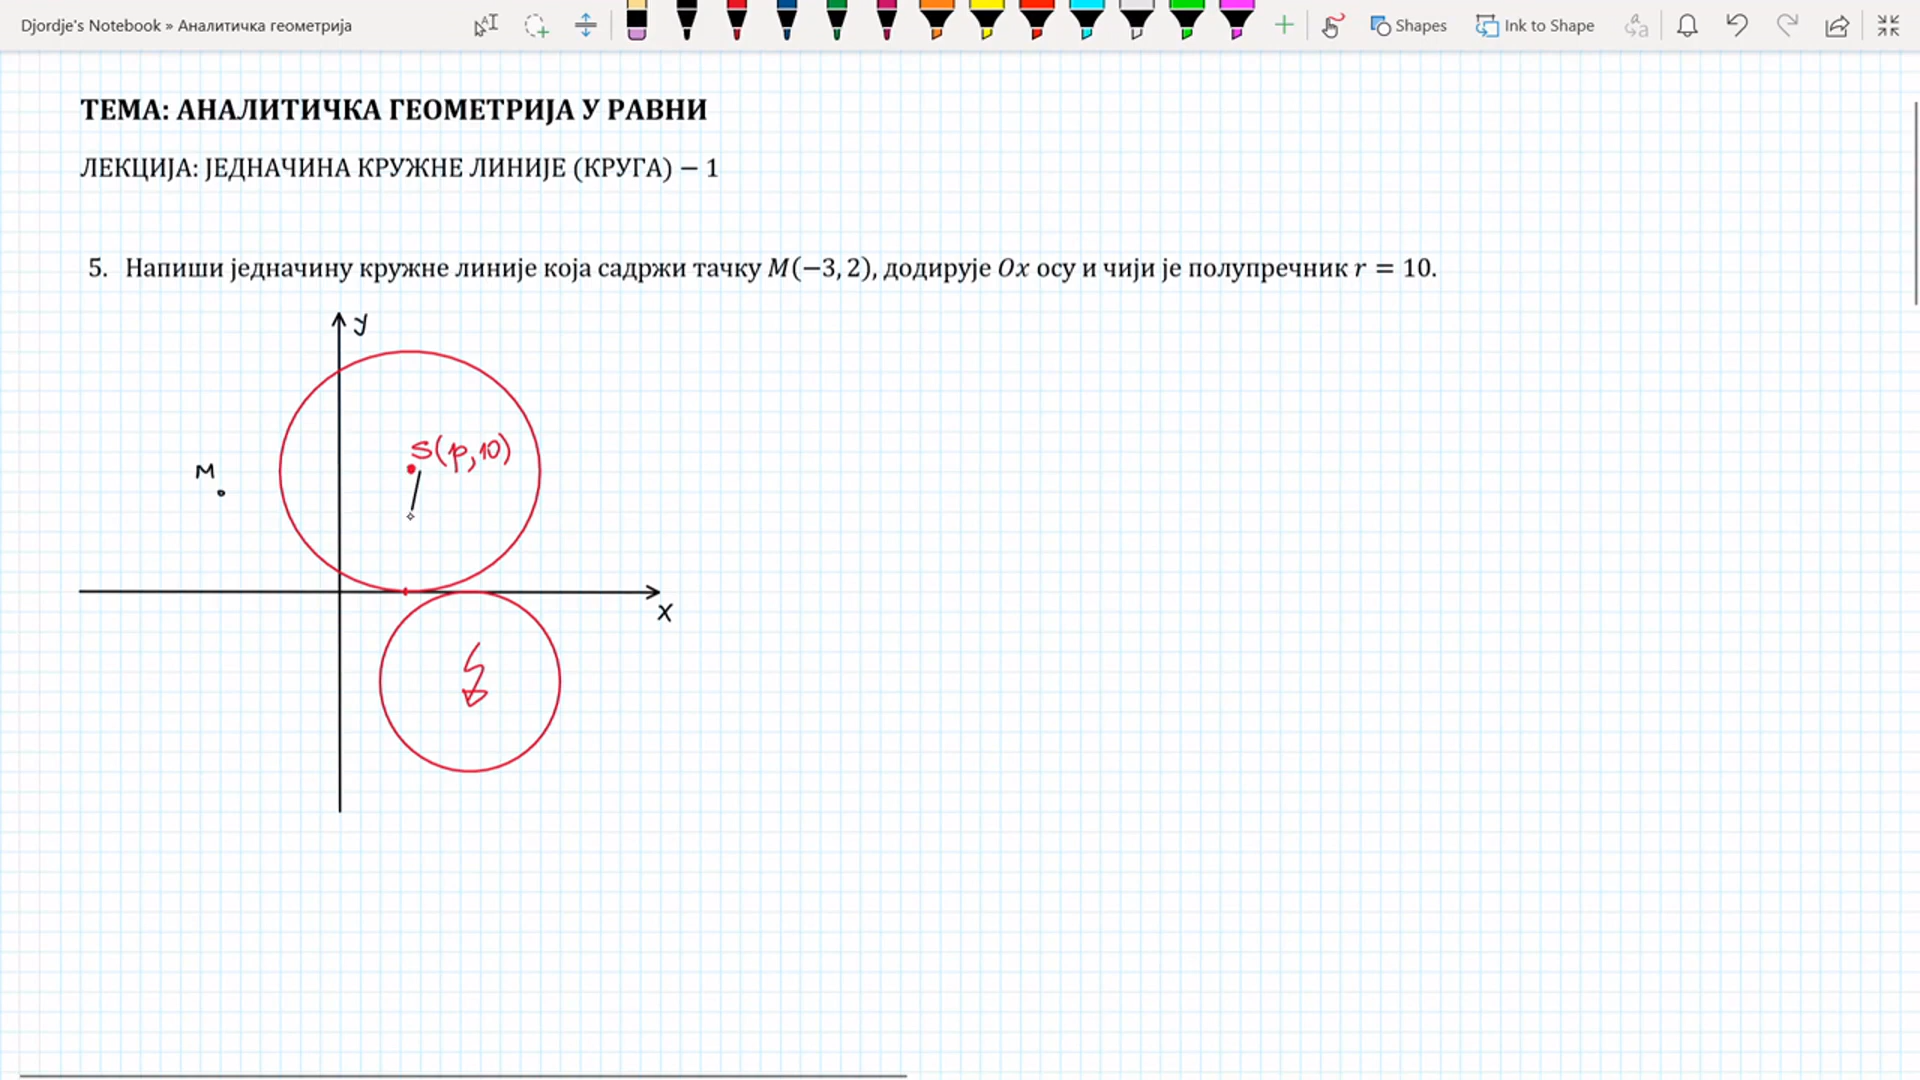 Djordje's Notebook » Аналитичка геометрија
Shapes
Ink to Shape
ТЕМА: АНАЛИТИЧКА ГЕОМЕТРИЈА У РАВНИ
ЛЕКЦИЈА: ЈЕДНАЧИНА КРУЖНЕ ЛИНИЈЕ (КРУГА) – 1
5. Напиши једначину кружне линије која садржи тачку M(−3, 2), додирује Ox осу и чији је полупречник r = 10.
y
S(p,10)
M
x